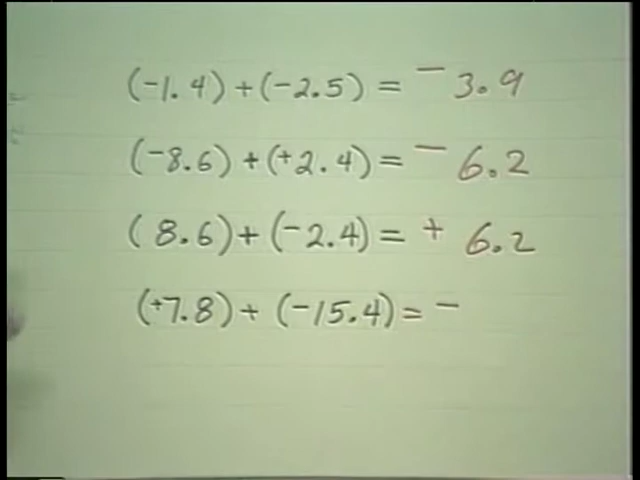 (-1.4)+(-2.5) = -3.9
(-8.6)+(+2.4)= -6.2
(8.6)+(-2.4)= +6.2
(+7.8)+(-15.4)= -